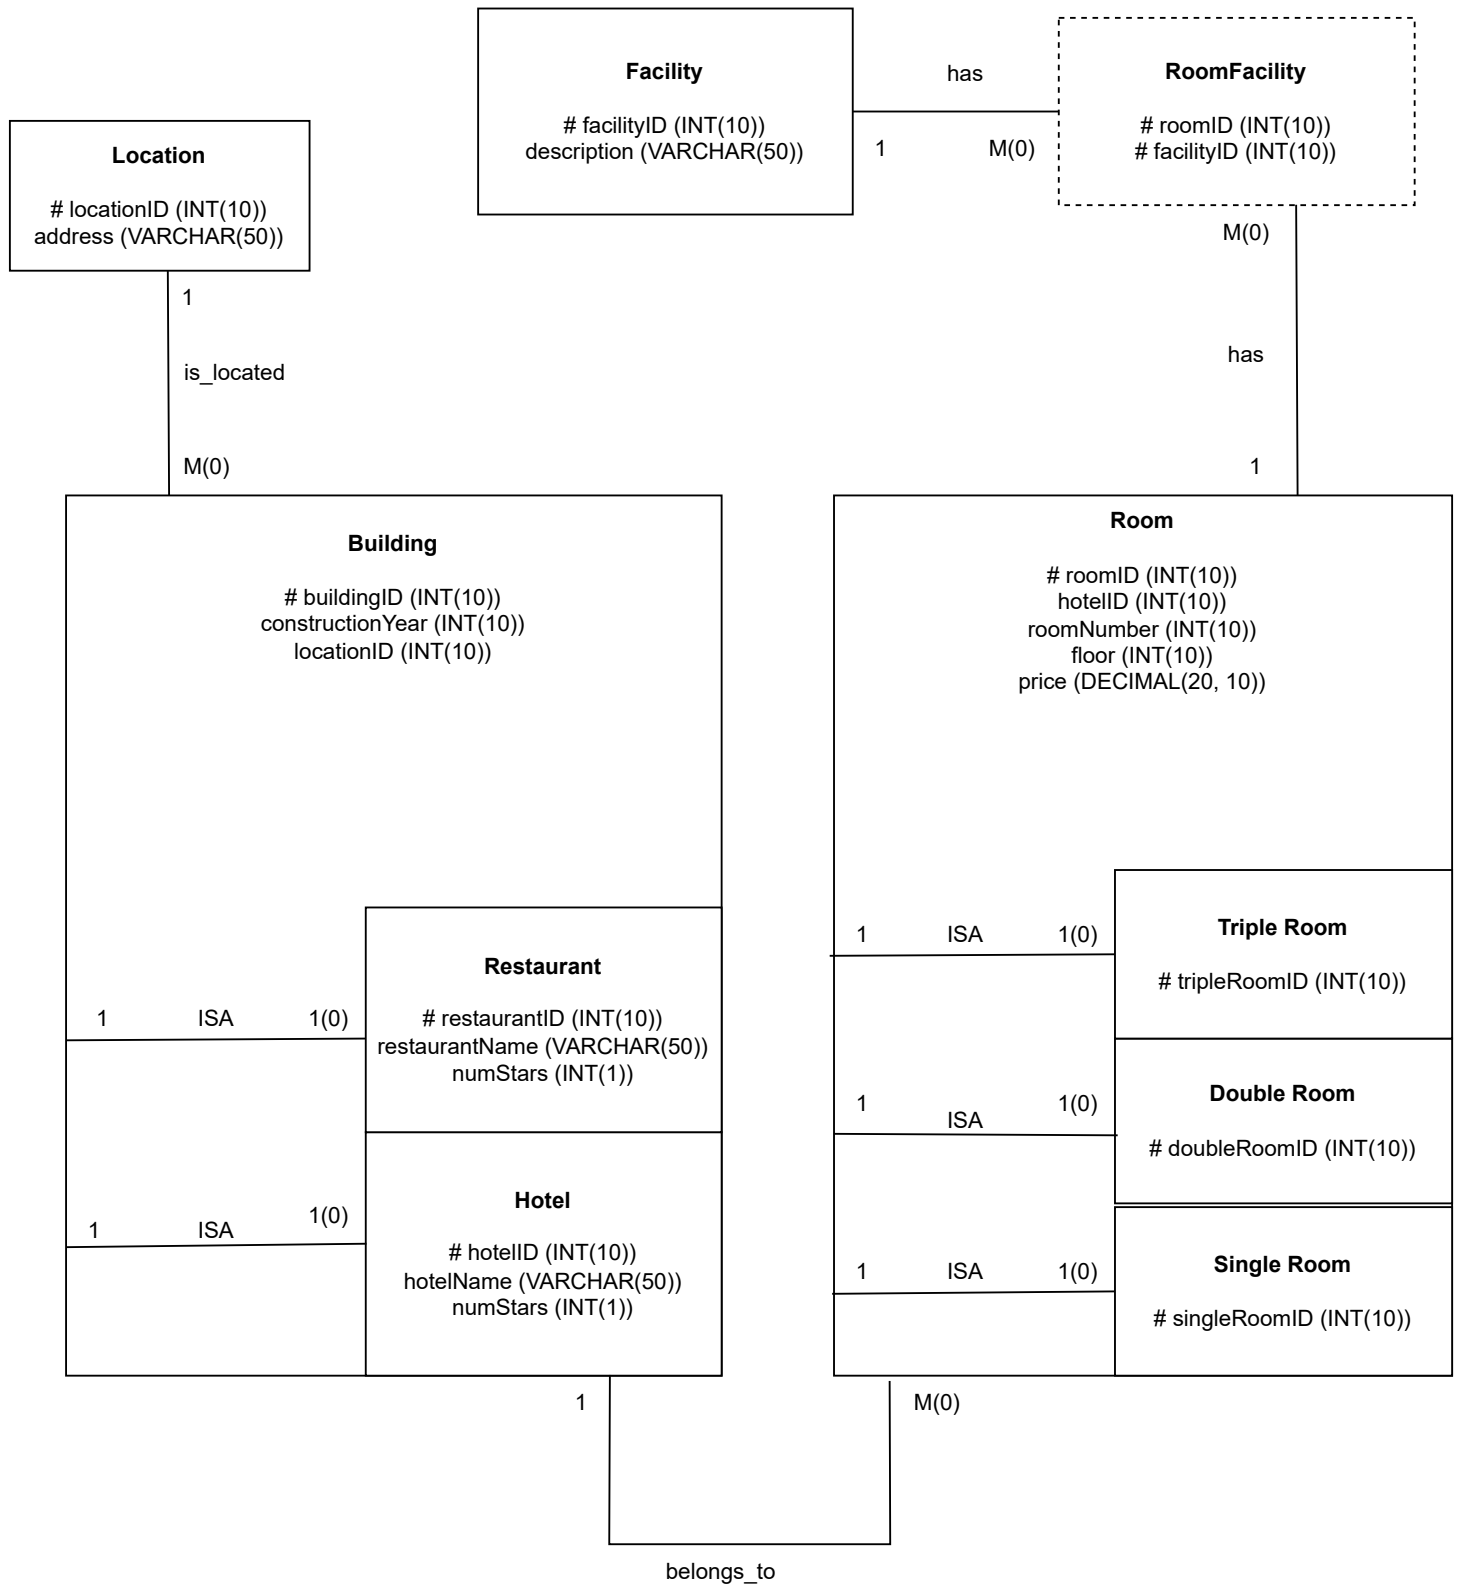 Facility
# facilityID (INT(10))
description (VARCHAR(50))
has
1
M(0)
RoomFacility
# roomID (INT(10))
# facilityID (INT(10))
Location
# locationID (INT(10))
address (VARCHAR(50))
1
is_located
M(0)
M(0)
has
1
Building
# buildingID (INT(10))
constructionYear (INT(10))
locationID (INT(10))
1
ISA
1(0)
Restaurant
# restaurantID (INT(10))
restaurantName (VARCHAR(50))
numStars (INT(1))
1
ISA
1(0)
Hotel
# hotelID (INT(10))
hotelName (VARCHAR(50))
numStars (INT(1))
Room
# roomID (INT(10))
hotelID (INT(10))
roomNumber (INT(10))
floor (INT(10))
price (DECIMAL(20, 10))
1
ISA
1(0)
Triple Room
# tripleRoomID (INT(10))
1
ISA
1(0)
Double Room
# doubleRoomID (INT(10))
1
ISA
1(0)
Single Room
# singleRoomID (INT(10))
1
M(0)
belongs_to